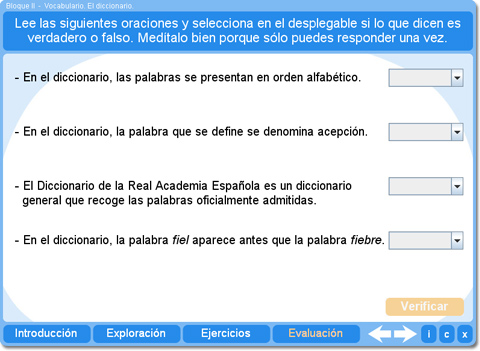 Bloque II - Vocabulario. El diccionario.
Lee las siguientes oraciones y selecciona en el desplegable si lo que dicen es
verdadero o falso. Meditalo bien porque sólo puedes responder una vez.
- En el diccionario, las palabras se presentan en orden alfabético.
- En el diccionario, la palabra que se define se denomina acepción.
- El Diccionario de la Real Academia Española es un diccionario
general que recoge las palabras oficialmente admitidas.
- En el diccionario, la palabra fiel aparece antes que la palabra fiebre.
Verificar
Introducción Exploración Ejercicios Evaluación i c x